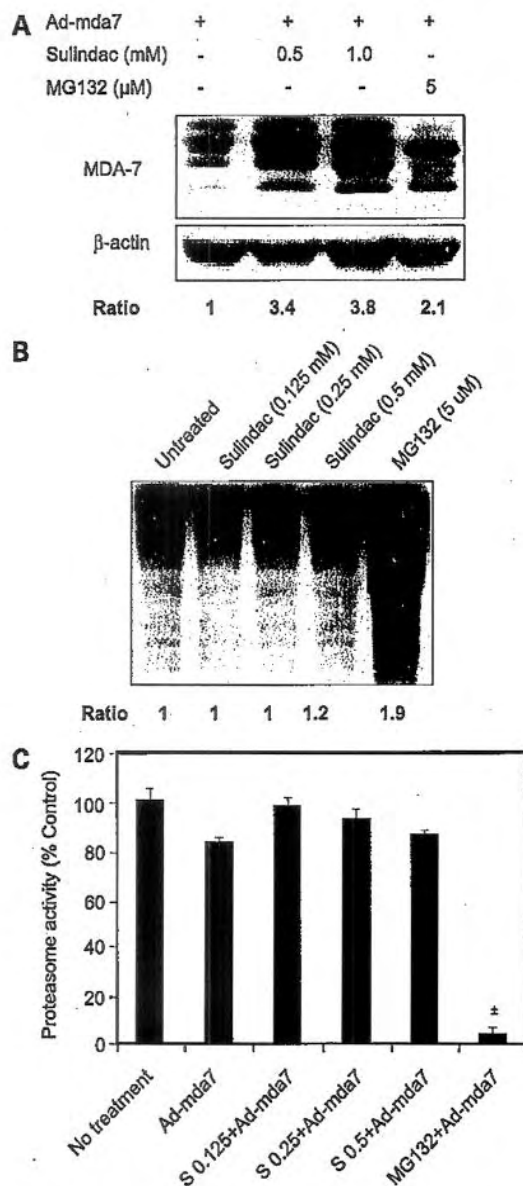 A Ad-mda7 + + + +
Sulindac (mM) - 0.5 1.0 -
MG132 (µM) - - - 5
MDA-7
β-actin
Ratio 1 3.4 3.8 2.1
B
Untreated
Sulindac (0.125 mM)
Sulindac (0.25 mM)
Sulindac (0.5 mM)
MG132 (5 uM)
Ratio 1 1 1 1.2 1.9
C
Proteasome activity (% Control)
120
100
80
60
40
20
0
±
No treatment
Ad-mda7
S 0.125+Ad-mda7
S 0.25+Ad-mda7
S 0.5+Ad-mda7
MG132+Ad-mda7